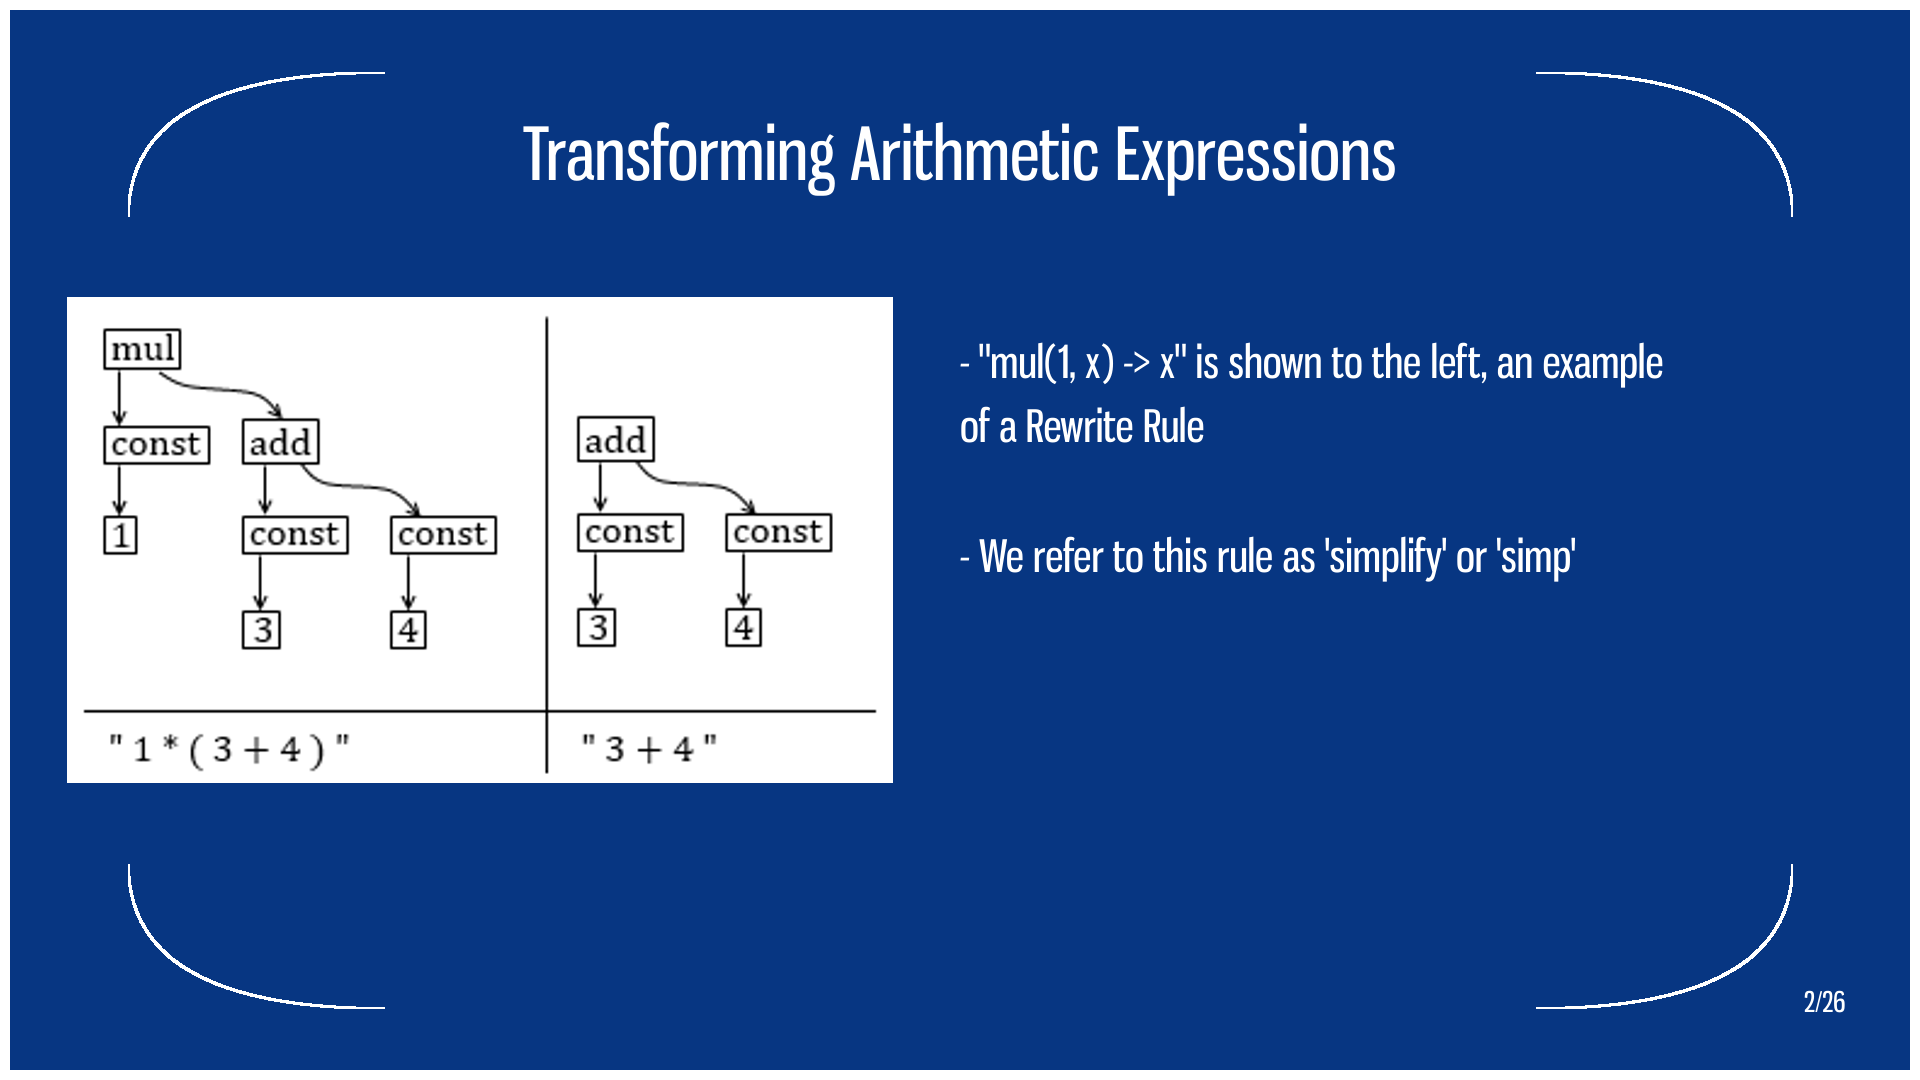 Transforming Arithmetic Expressions
mul
const
add
1
const
const
3
4
add
const
const
3
4
" 1 * ( 3 + 4 ) "
" 3 + 4 "
- "mul(1, x) -> x" is shown to the left, an example
of a Rewrite Rule
- We refer to this rule as 'simplify' or 'simp'
2/26